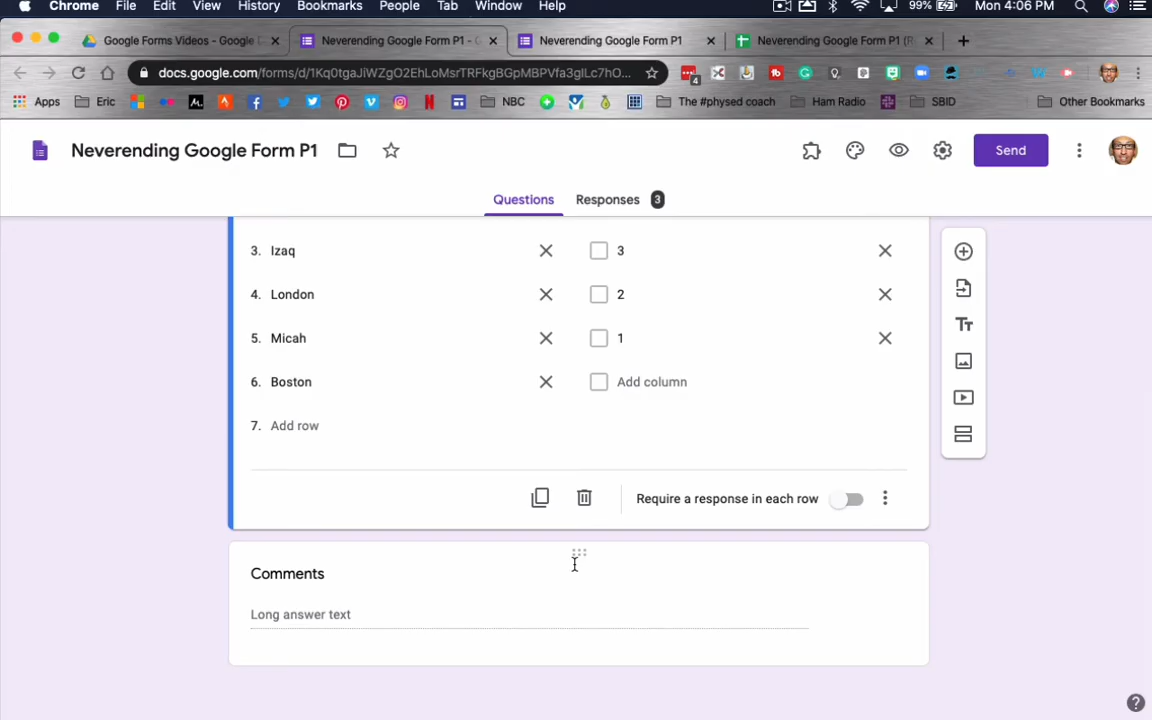 Chrome File Edit View History Bookmarks People Tab Window Help 99% Mon 4:06 PM
Google Forms Videos - Google Neverending Google Form P1 - Neverending Google Form P1 Neverending Google Form P1 (R
docs.google.com/forms/d/1Kq0tgaJiWZgO2EhLoMsrTRFkgBGpMBPVfa3gILc7hO... 4
Apps Eric NBC The #physed coach Ham Radio SBID Other Bookmarks
Neverending Google Form P1 Send
Questions Responses 3
3. Izaq 3
4. London 2
5. Micah 1
6. Boston Add column
7. Add row
Require a response in each row
Comments
Long answer text